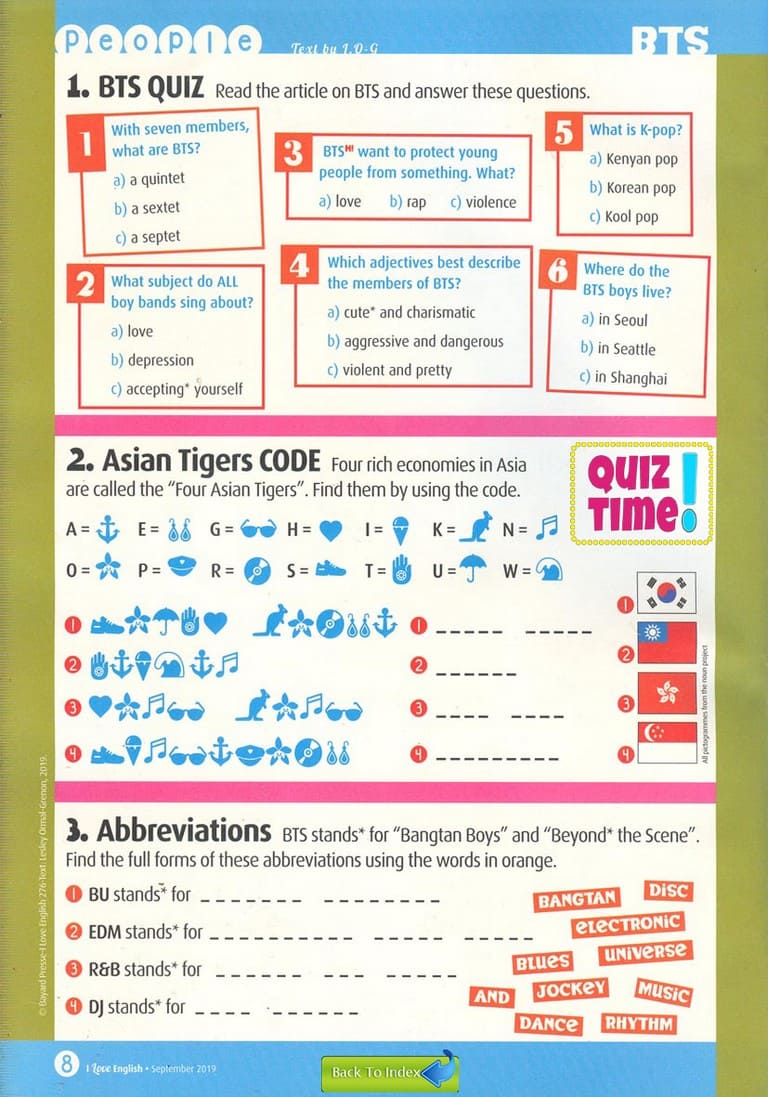 People Text by L.O-G BTS
1. BTS QUIZ Read the article on BTS and answer these questions.
1 With seven members,
what are BTS?
a) a quintet
b) a sextet
c) a septet
2 What subject do ALL
boy bands sing about?
a) love
b) depression
c) accepting* yourself
3 BTS want to protect young
people from something. What?
a) love b) rap c) violence
4 Which adjectives best describe
the members of BTS?
a) cute* and charismatic
b) aggressive and dangerous
c) violent and pretty
5 What is K-pop?
a) Kenyan pop
b) Korean pop
c) Kool pop
6 Where do the
BTS boys live?
a) in Seoul
b) in Seattle
c) in Shanghai
2. Asian Tigers CODE Four rich economies in Asia
are called the “Four Asian Tigers”. Find them by using the code.
QUIZ
TIME!
A = E = G = H = I = K = N =
O = P = R = S = T = U = W =
1 1 _ _ _ _ _ _ _ _ _ _ 1
2 2 _ _ _ _ _ _ 2
3 3 _ _ _ _ _ _ _ _ 3
4 4 _ _ _ _ _ _ _ _ _ 4
All pictogrammes from the noun project
3. Abbreviations BTS stands* for “Bangtan Boys” and “Beyond* the Scene”.
Find the full forms of these abbreviations using the words in orange.
1 BU stands* for _ _ _ _ _ _ _ _ _ _ _ _ _ _ _
2 EDM stands* for _ _ _ _ _ _ _ _ _ _ _ _ _ _ _ _ _ _ _ _
3 R&B stands* for _ _ _ _ _ _ _ _ _ _ _ _ _ _
4 DJ stands* for _ _ _ _ _ _ _ _ _ _
BANGTAN
DISC
ELECTRONIC
BLUES
UNIVERSE
AND
JOCKEY
MUSIC
DANCE
RHYTHM
© Bayard Presse-I Love English 276-Text: Lesley Ormal-Grenon, 2019.
8 I Love English • September 2019
Back To Index